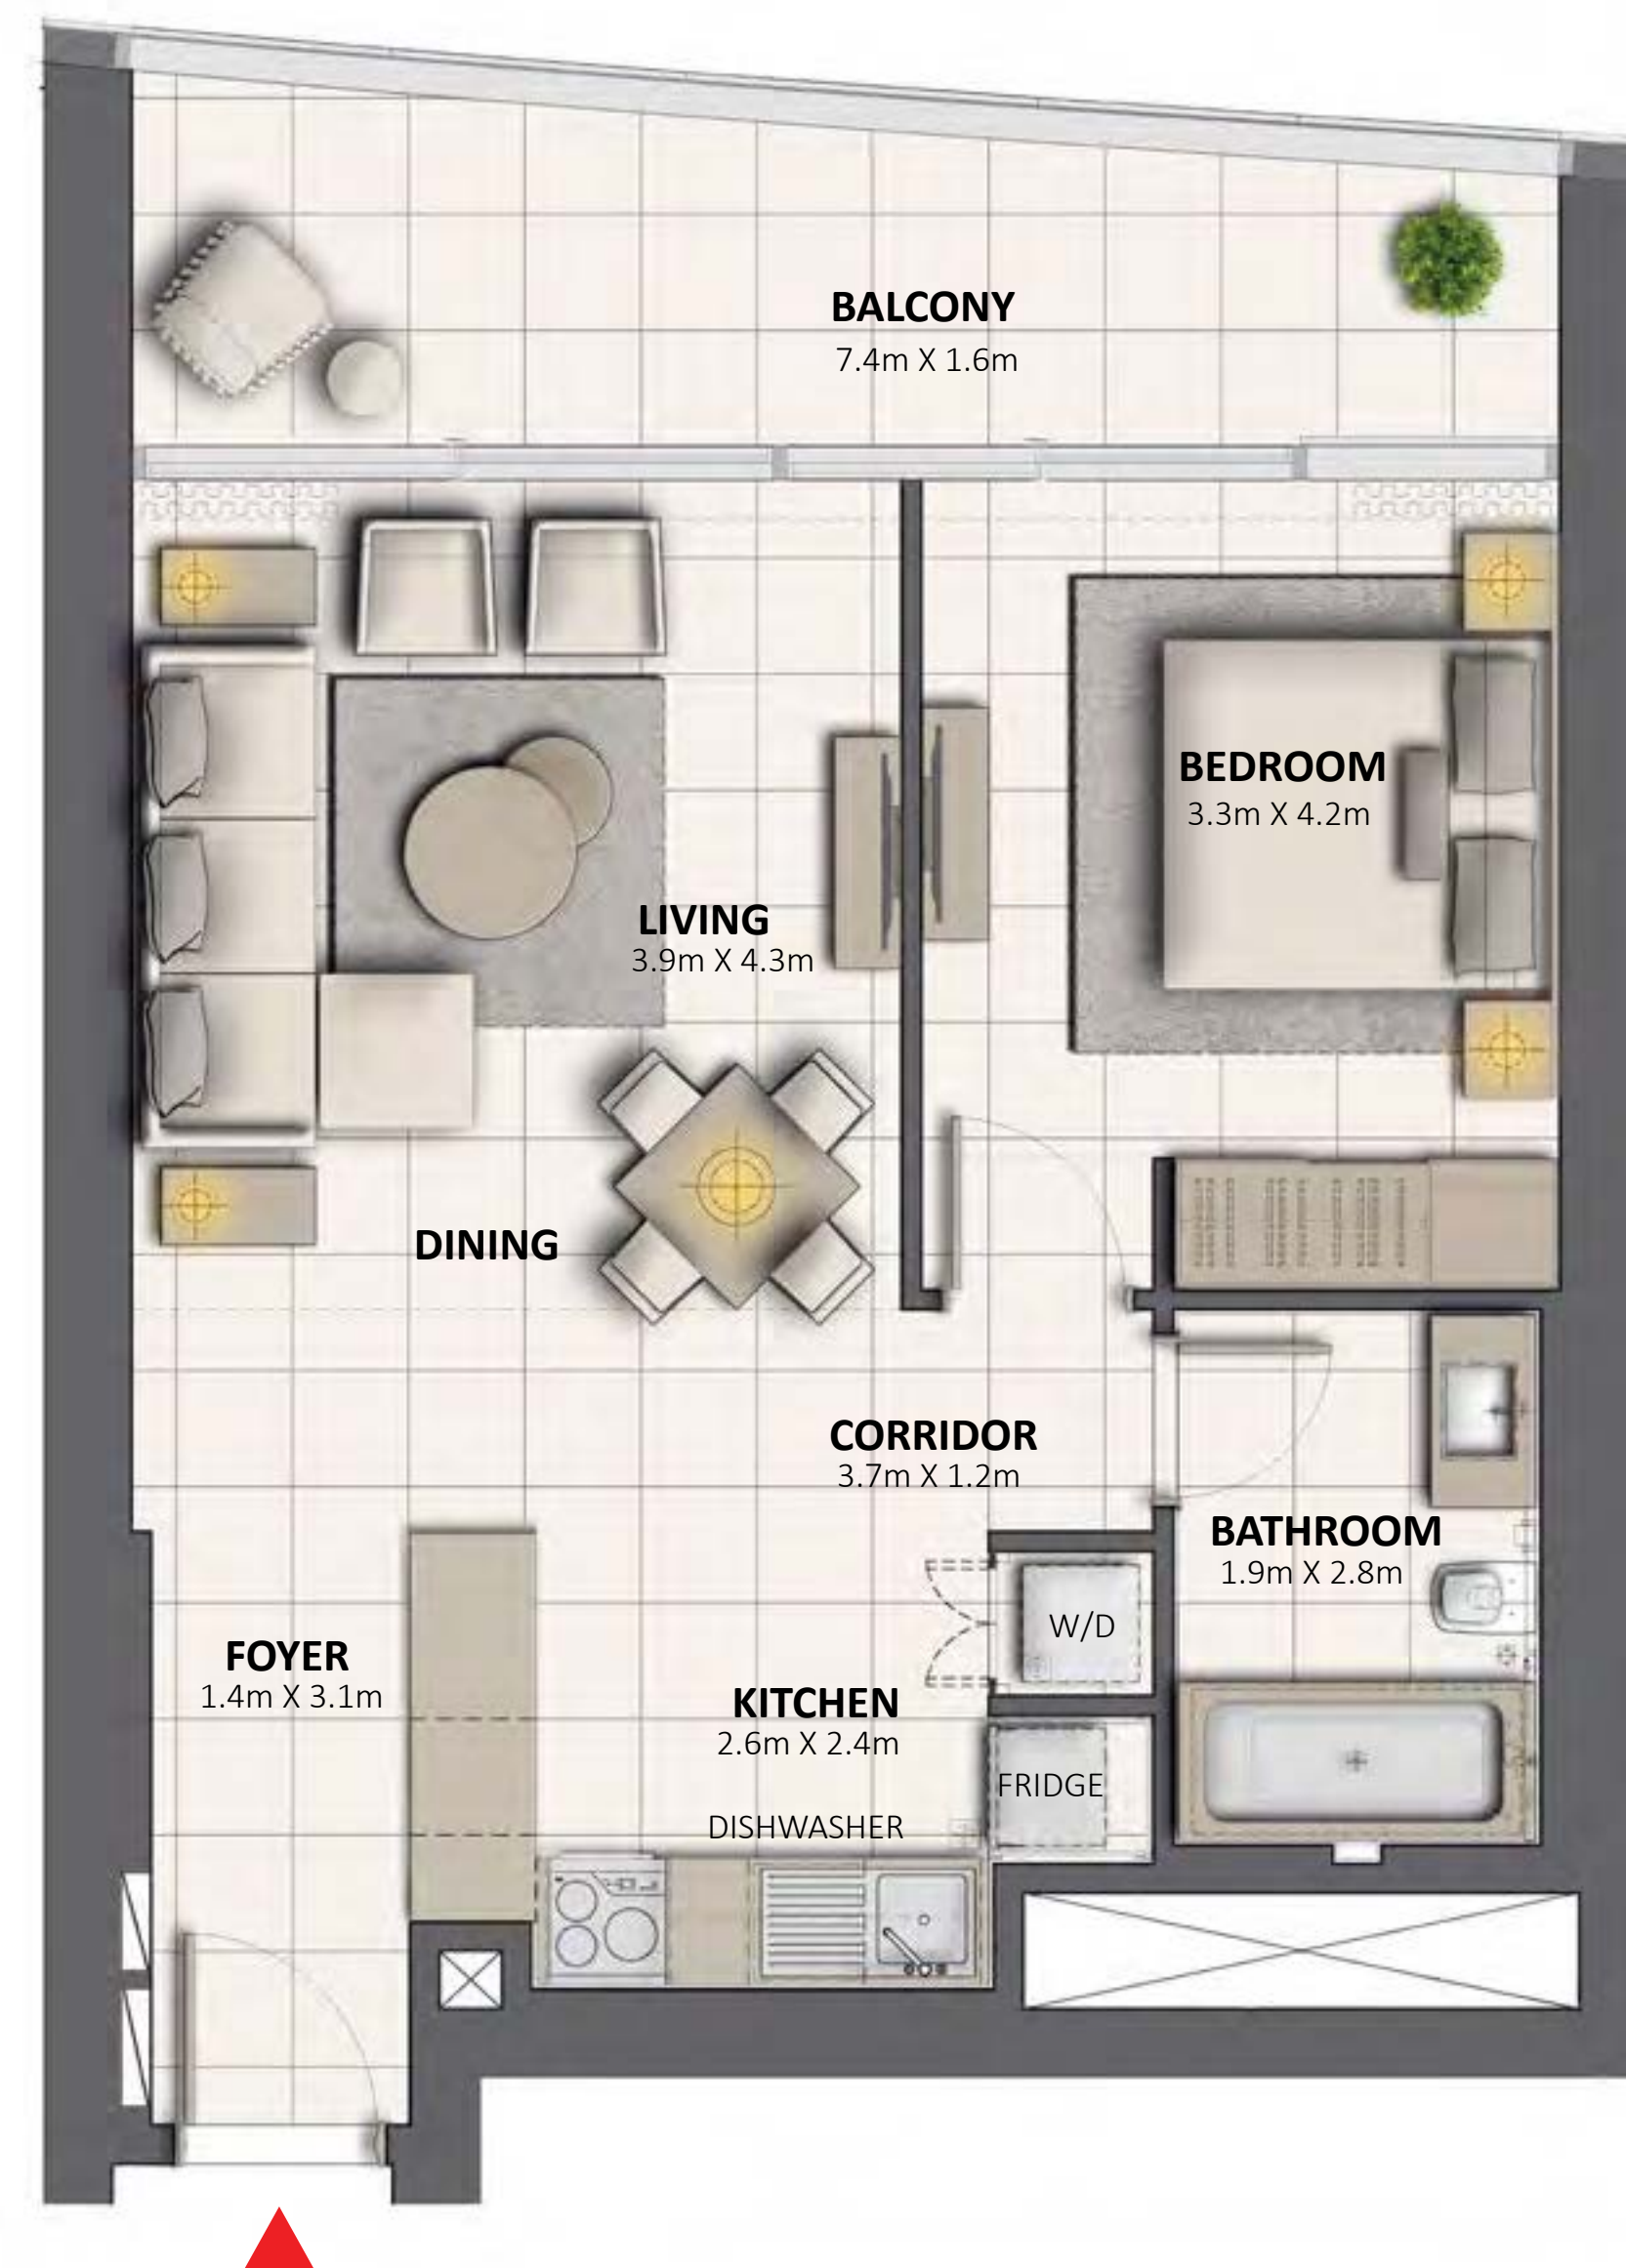 BALCONY
7.4m X 1.6m
BEDROOM
3.3m X 4.2m
LIVING
3.9m X 4.3m
DINING
CORRIDOR
3.7m X 1.2m
BATHROOM
1.9m X 2.8m
W/D
FOYER
1.4m X 3.1m
KITCHEN
2.6m X 2.4m
FRIDGE
DISHWASHER